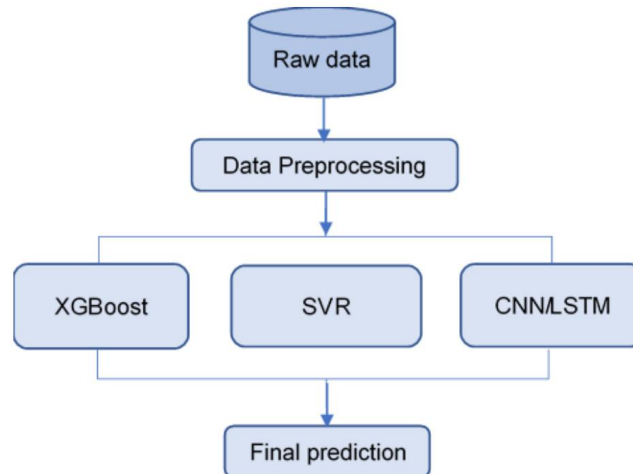 Raw data
Data Preprocessing
XGBoost
SVR
CNN/LSTM
Final prediction